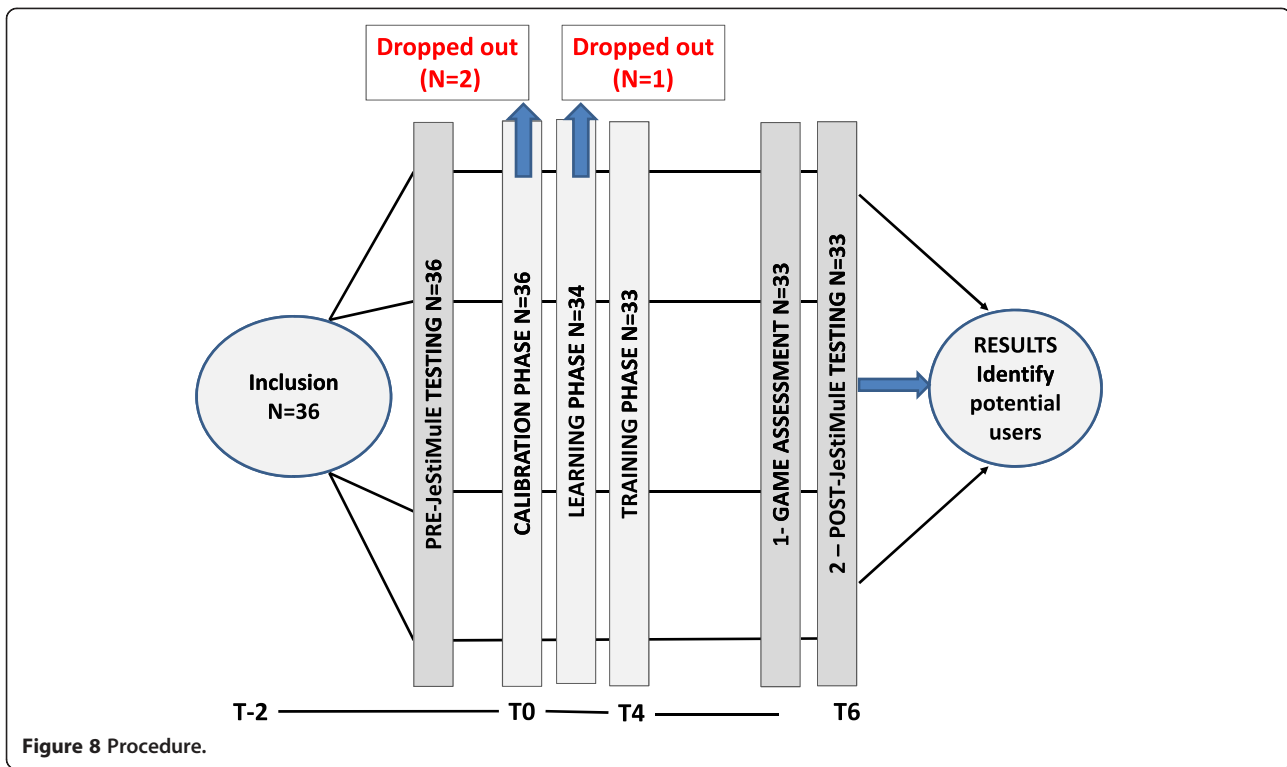 Dropped out
(N=2)
Dropped out
(N=1)
Inclusion
N=36
PRE-JeStiMulE TESTING N=36
CALIBRATION PHASE N=36
LEARNING PHASE N=34
TRAINING PHASE N=33
1- GAME ASSESSMENT N=33
2 – POST-JeStiMulE TESTING N=33
RESULTS
Identify
potential
users
T-2
T0
T4
T6
Figure 8 Procedure.